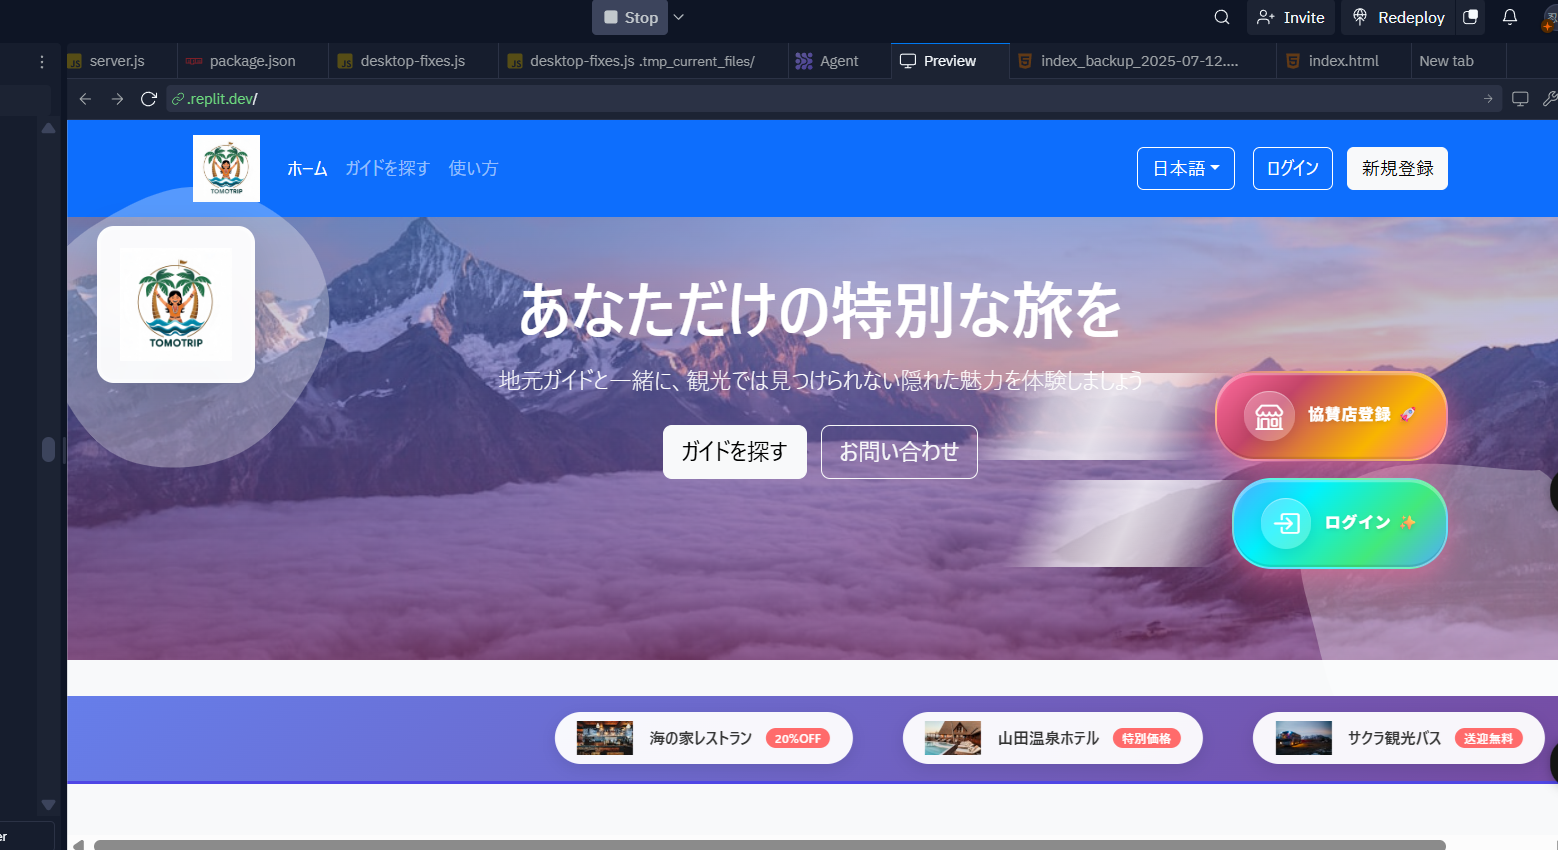 Stop
Invite
Redeploy
server.js
package.json
desktop-fixes.js
desktop-fixes.js .tmp_current_files/
Agent
Preview
index_backup_2025-07-12....
index.html
New tab
.replit.dev/
TOMOTRIP
ホーム
ガイドを探す
使い方
日本語
ログイン
新規登録
TOMOTRIP
あなただけの特別な旅を
地元ガイドと一緒に、観光では見つけられない隠れた魅力を体験しましょう
ガイドを探す
お問い合わせ
協賛店登録 🚀
ログイン ✨
海の家レストラン
20%OFF
山田温泉ホテル
特別価格
サクラ観光バス
送迎無料
er